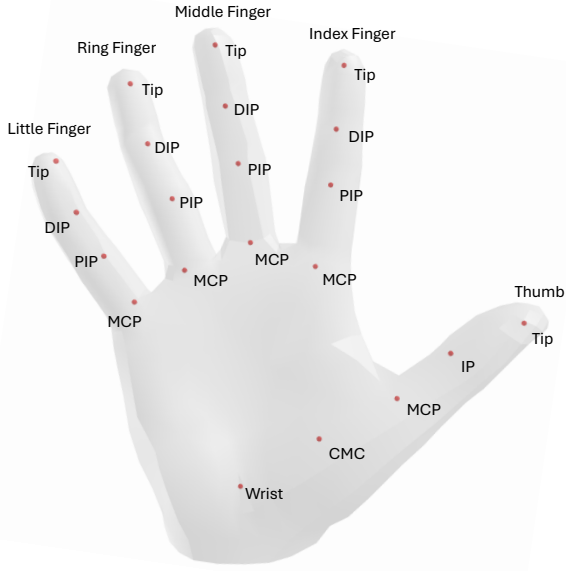 Middle Finger
Index Finger
Ring Finger
Little Finger
Tip
Tip
Tip
Tip
DIP
DIP
DIP
DIP
PIP
PIP
PIP
PIP
MCP
MCP
MCP
MCP
Thumb
Tip
IP
MCP
CMC
Wrist